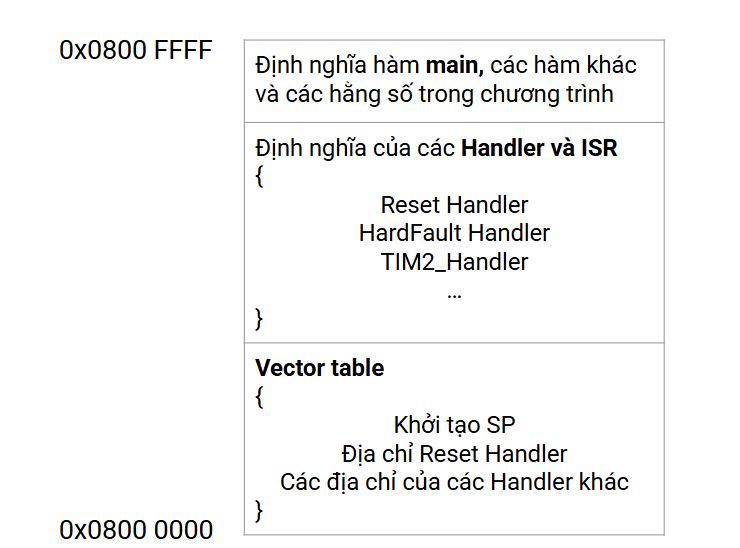 0x0800 FFFF
Định nghĩa hàm main, các hàm khác
và các hằng số trong chương trình
Định nghĩa của các Handler và ISR
{
Reset Handler
HardFault Handler
TIM2_Handler
...
}
Vector table
{
Khởi tạo SP
Địa chỉ Reset Handler
Các địa chỉ của các Handler khác
}
0x0800 0000